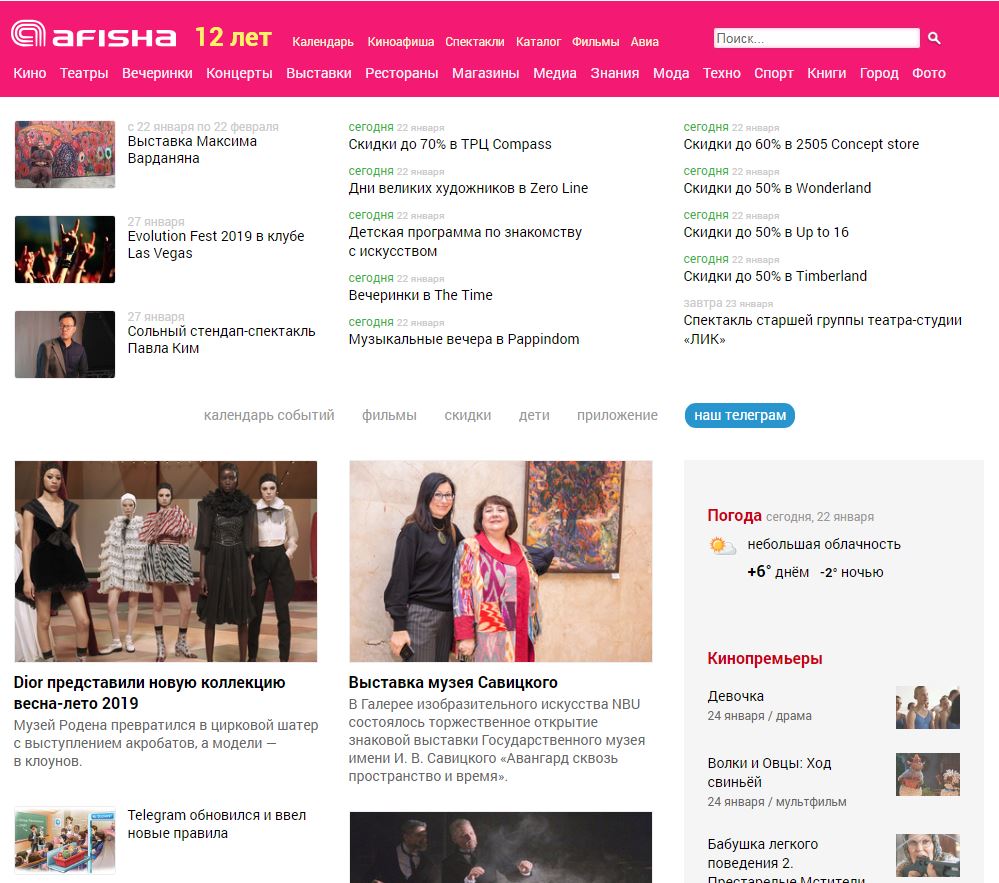 afisha 12 лет
Календарь Киноафиша Спектакли Каталог Фильмы Авиа
Поиск...
Кино Театры Вечеринки Концерты Выставки Рестораны Магазины Медиа Знания Мода Техно Спорт Книги Город Фото
с 22 января по 22 февраля
Выставка Максима
Варданяна
27 января
Evolution Fest 2019 в клубе
Las Vegas
27 января
Сольный стендап-спектакль
Павла Ким
сегодня 22 января
Скидки до 70% в ТРЦ Compass
сегодня 22 января
Дни великих художников в Zero Line
сегодня 22 января
Детская программа по знакомству
с искусством
сегодня 22 января
Вечеринки в The Time
сегодня 22 января
Музыкальные вечера в Pappindom
сегодня 22 января
Скидки до 60% в 2505 Concept store
сегодня 22 января
Скидки до 50% в Wonderland
сегодня 22 января
Скидки до 50% в Up to 16
сегодня 22 января
Скидки до 50% в Timberland
завтра 23 января
Спектакль старшей группы театра-студии
«ЛИК»
календарь событий фильмы скидки дети приложение наш телеграм
Dior представили новую коллекцию
весна-лето 2019
Музей Родена превратился в цирковой шатер
с выступлением акробатов, а модели —
в клоунов.
Telegram обновился и ввел
новые правила
Выставка музея Савицкого
В Галерее изобразительного искусства NBU
состоялось торжественное открытие
знаковой выставки Государственного музея
имени И. В. Савицкого «Авангард сквозь
пространство и время».
Погода сегодня, 22 января
небольшая облачность
+6° днём -2° ночью
Кинопремьеры
Девочка
24 января / драма
Волки и Овцы: Ход
свиньёй
24 января / мультфильм
Бабушка легкого
поведения 2.
Престарелые Мстители